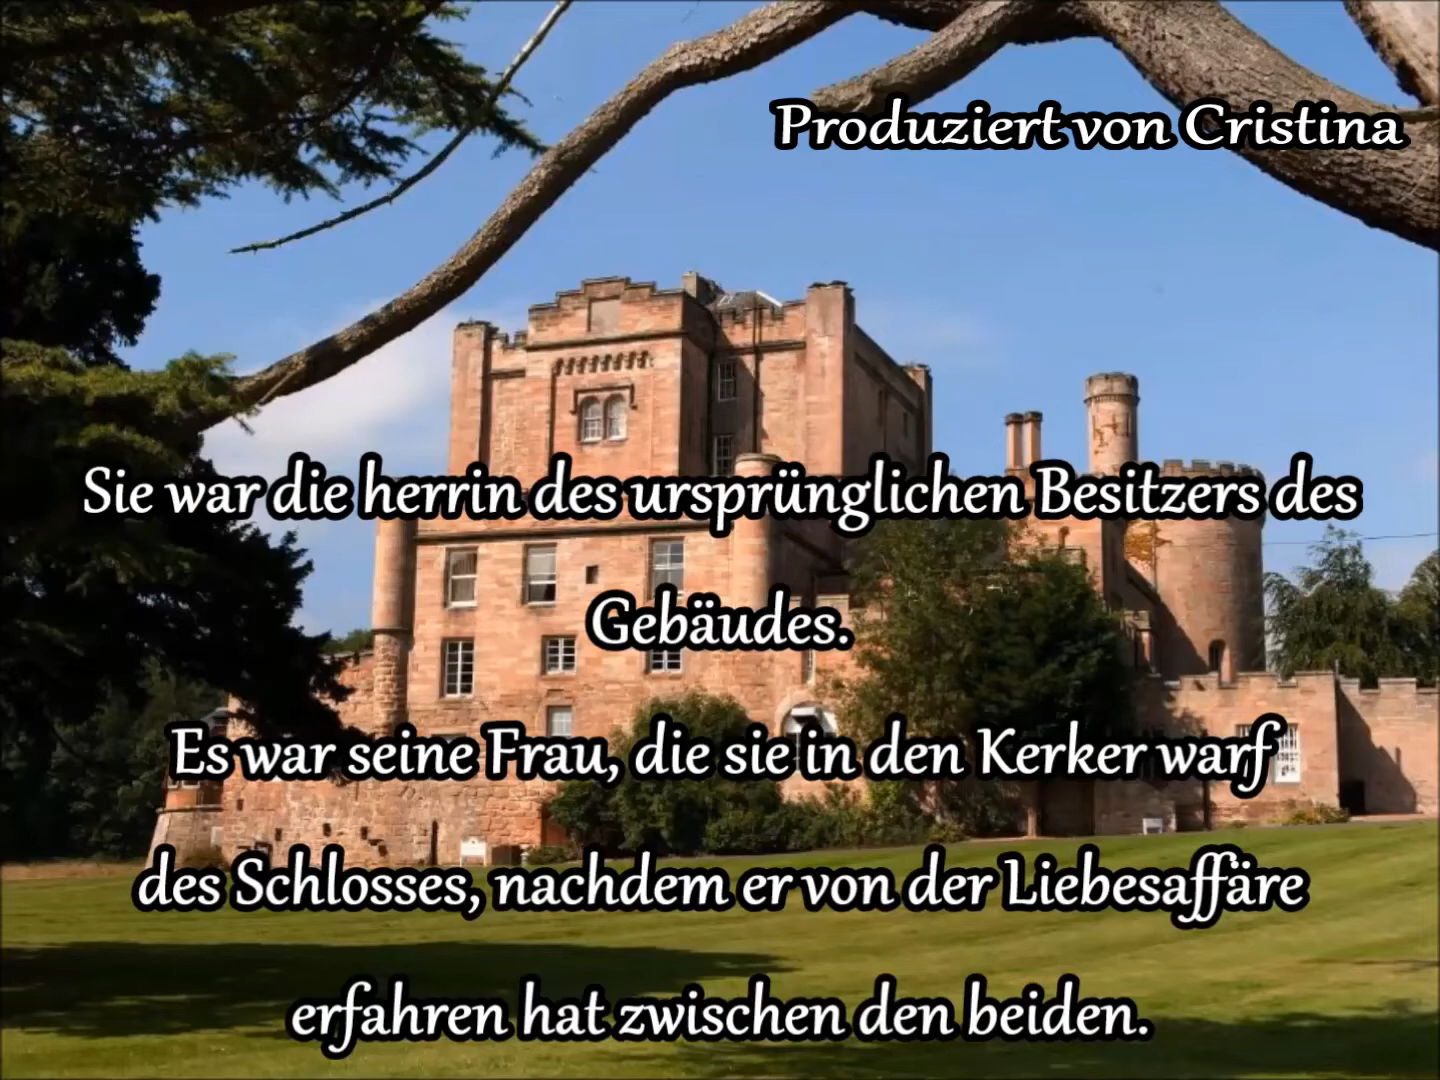 Produziert von Cristina
Sie war die herrin des ursprünglichen Besitzers des
Gebäudes.
Es war seine Frau, die sie in den Kerker warf
des Schlosses, nachdem er von der Liebesaffäre
erfahren hat zwischen den beiden.